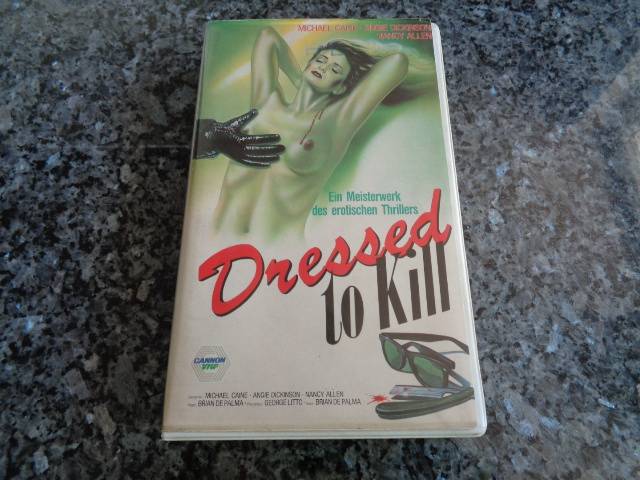 MICHAEL CAINE · ANGIE DICKINSON
NANCY ALLEN
Ein Meisterwerk
des erotischen Thrillers
Dressed
to Kill
CANNON
VMP
MICHAEL CAINE · ANGIE DICKINSON · NANCY ALLEN
BRIAN DE PALMA · GEORGE LITTO · BRIAN DE PALMA